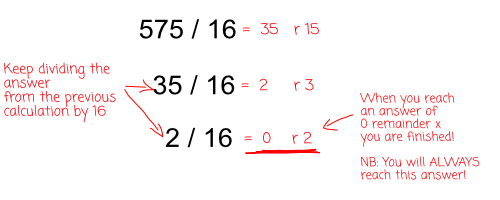 575 / 16 = 35 r 15
Keep dividing the
answer
from the previous
calculation by 16
35 / 16 = 2 r 3
When you reach
an answer of
0 remainder x
you are finished!
2 / 16 = 0 r 2
NB: You will ALWAYS
reach this answer!